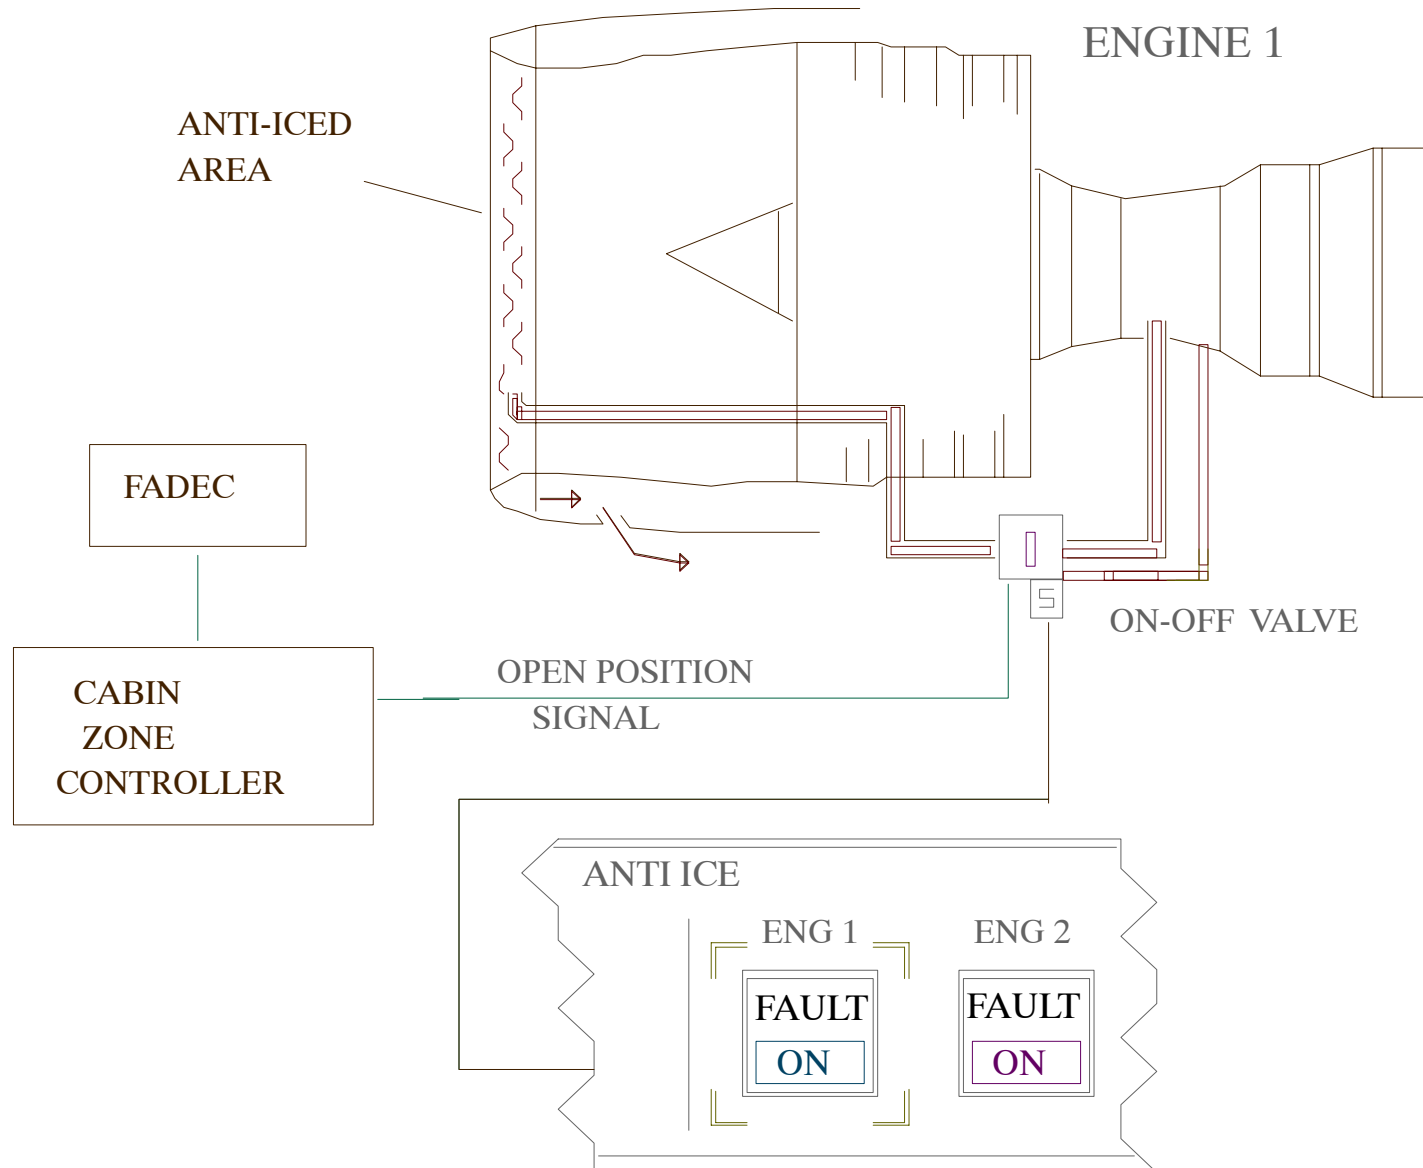 ENGINE 1
ANTI-ICED
AREA
FADEC
S
ON-OFF VALVE
OPEN POSITION
SIGNAL
CABIN
ZONE
CONTROLLER
ANTI ICE
ENG 1
ENG 2
FAULT
FAULT
ON
ON